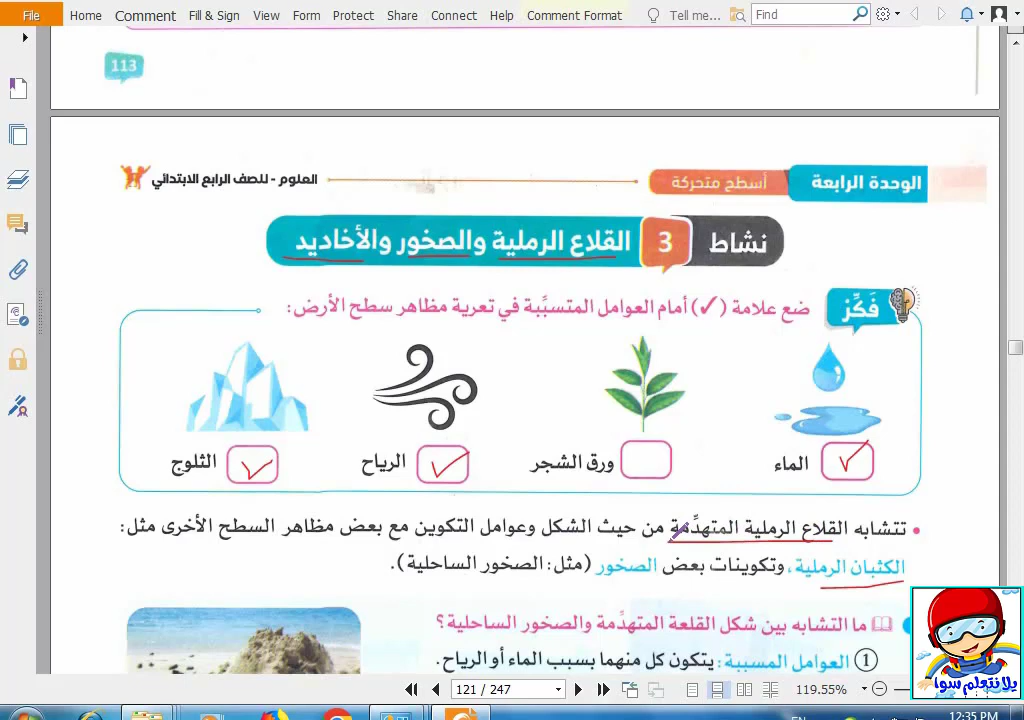 File Home Comment Fill & Sign View Form Protect Share Connect Help Comment Format Tell me... Find
113
الوحدة الرابعة أسطح متحركة العلوم - للصف الرابع الابتدائي
نشاط 3 القلاع الرملية والصخور والأخاديد
فَكِّرْ ضع علامة (✓) أمام العوامل المتسبِّبة في تعرية مظاهر سطح الأرض:
الماء ورق الشجر الرياح الثلوج
• تتشابه القلاع الرملية المتهدِّمة من حيث الشكل وعوامل التكوين مع بعض مظاهر السطح الأخرى مثل:
الكثبان الرملية، وتكوينات بعض الصخور (مثل: الصخور الساحلية).
ما التشابه بين شكل القلعة المتهدِّمة والصخور الساحلية؟
1 العوامل المسببة: يتكون كل منهما بسبب الماء أو الرياح.
يلا نتعلم سوا
121 / 247 119.55%
EN 12:35 PM